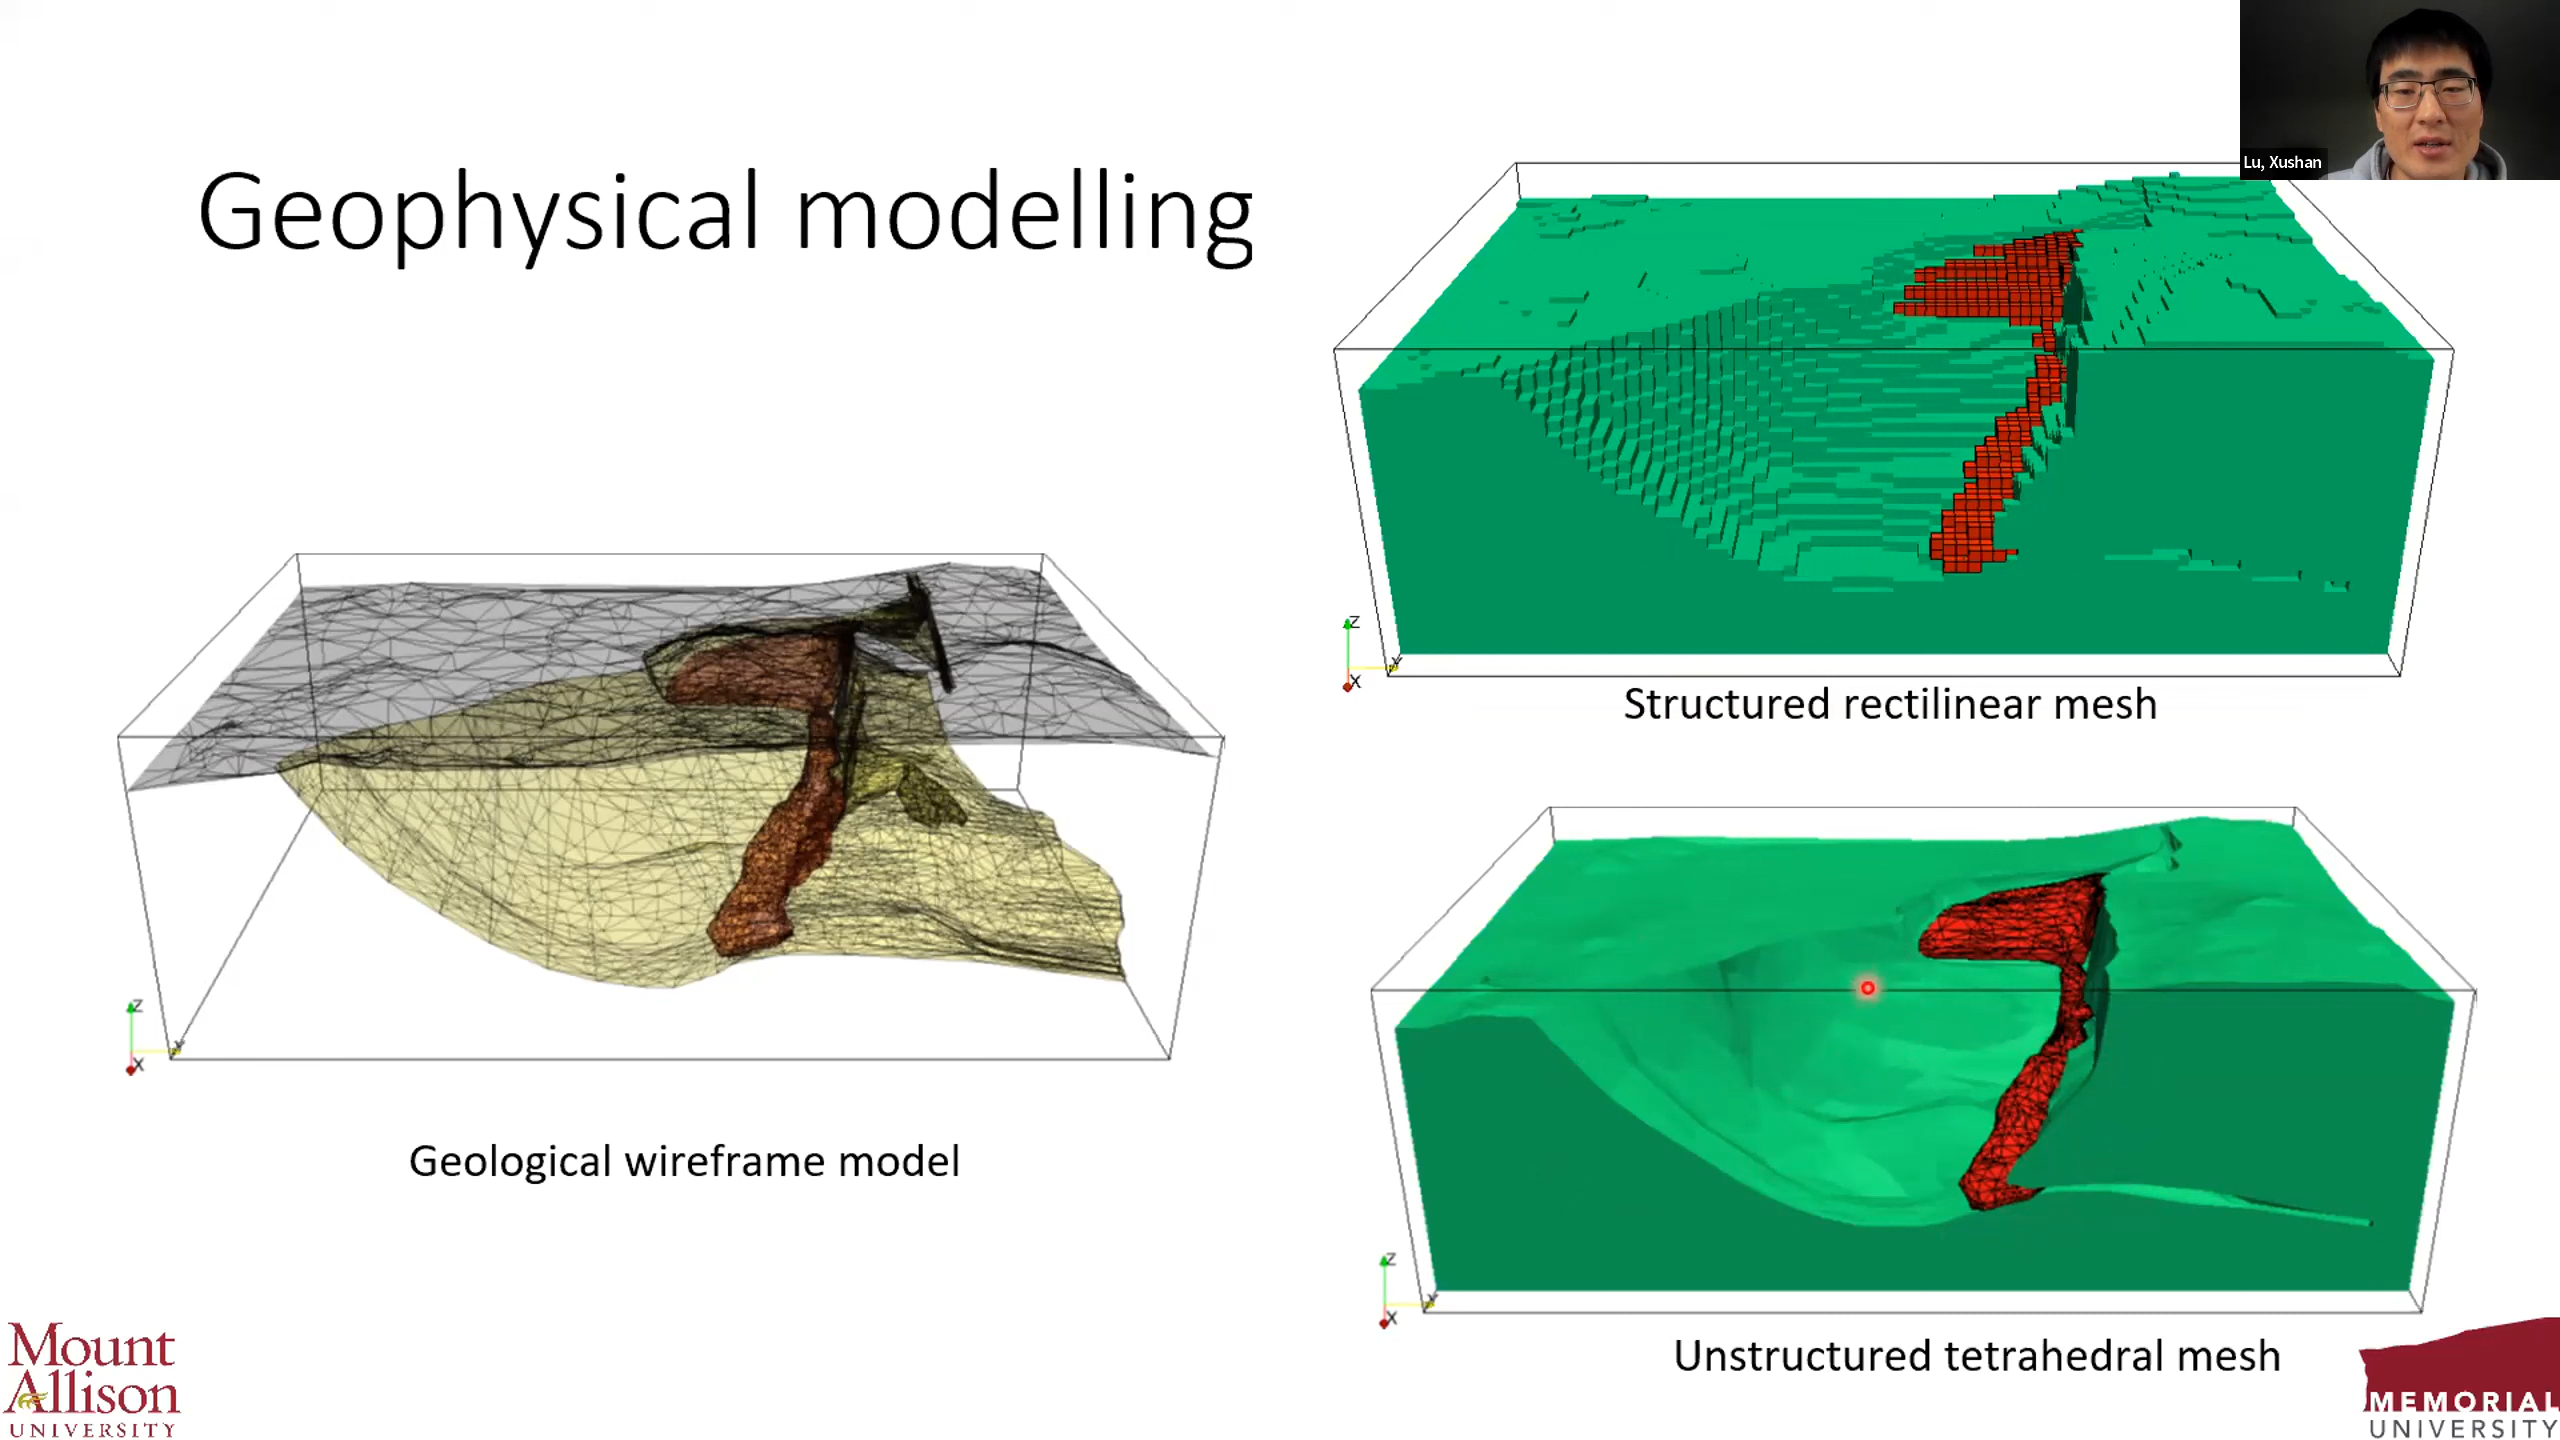 Lu, Xushan
Geophysical modelling
Z
Y
X
Structured rectilinear mesh
Z
Y
X
Geological wireframe model
Z
Y
X
Unstructured tetrahedral mesh
Mount
Allison
UNIVERSITY
MEMORIAL
UNIVERSITY